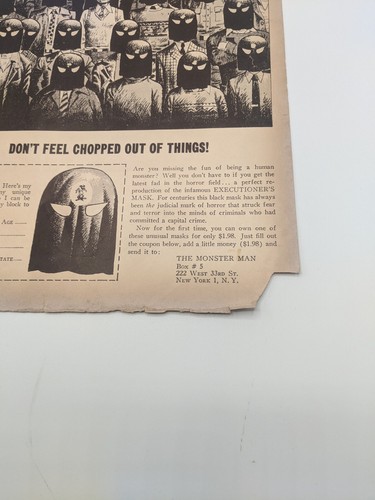 DON'T FEEL CHOPPED OUT OF THINGS!
Here's my
ny unique
I can be
y block to
AGE
STATE
Are you missing the fun of being a human
monster? Well you don't have to if you get the
latest fad in the horror field . . . a perfect re-
production of the infamous EXECUTIONER'S
MASK. For centuries this black mask has always
been the judicial mark of horror that struck fear
and terror into the minds of criminals who had
committed a capital crime.
Now for the first time, you can own one of
these unusual masks for only $1.98. Just fill out
the coupon below, add a little money ($1.98) and
send it to:
THE MONSTER MAN
BOX # 5
222 WEST 33RD ST.
NEW YORK 1, N. Y.